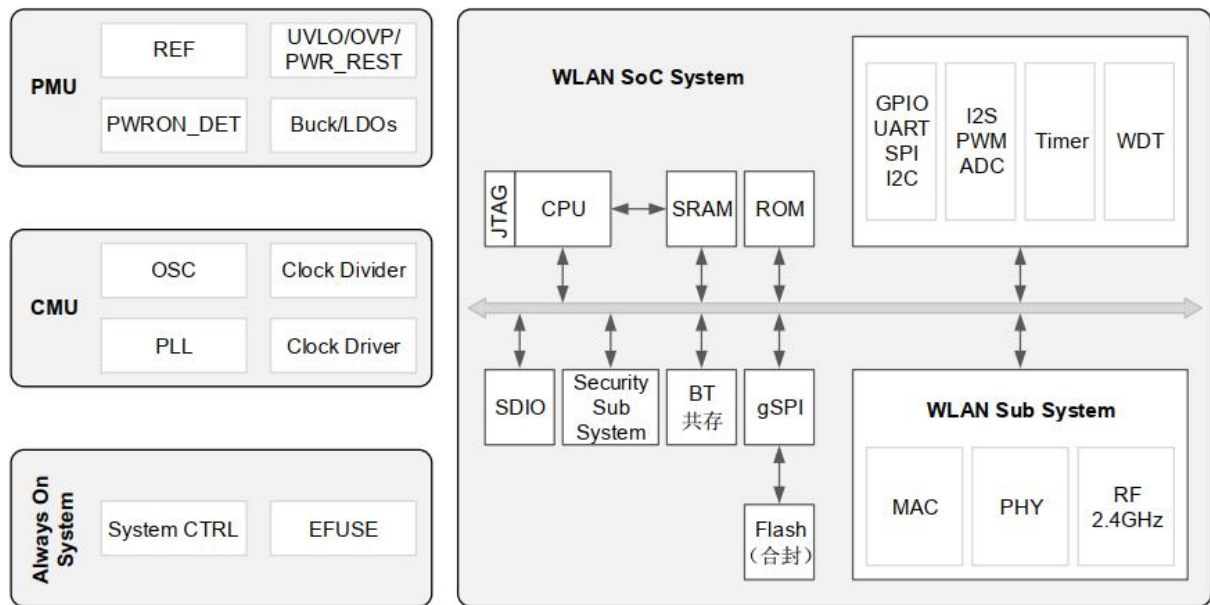 PMU
REF
UVLO/OVP/
PWR_REST
PWRON_DET
Buck/LDOs
CMU
OSC
Clock Divider
PLL
Clock Driver
Always On
System
System CTRL
EFUSE
WLAN SoC System
GPIO
UART
SPI
I2C
I2S
PWM
ADC
Timer
WDT
JTAG
CPU
SRAM
ROM
SDIO
Security
Sub
System
BT
共存
gSPI
Flash
（合封）
WLAN Sub System
MAC
PHY
RF
2.4GHz